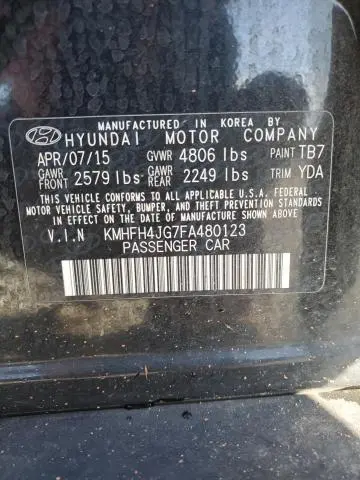 MANUFACTURED IN KOREA BY
HYUNDAI MOTOR COMPANY
APR/07/15 GVWR 4806 lbs PAINT TB7
GAWR FRONT 2579 lbs GAWR REAR 2249 lbs TRIM YDA
THIS VEHICLE CONFORMS TO ALL APPLICABLE U.S.A. FEDERAL
MOTOR VEHICLE SAFETY, BUMPER, AND THEFT PREVENTION STANDARDS
IN EFFECT ON THE DATE OF MANUFACTURE SHOWN ABOVE.
V.I.N KMHFH4JG7FA480123
PASSENGER CAR